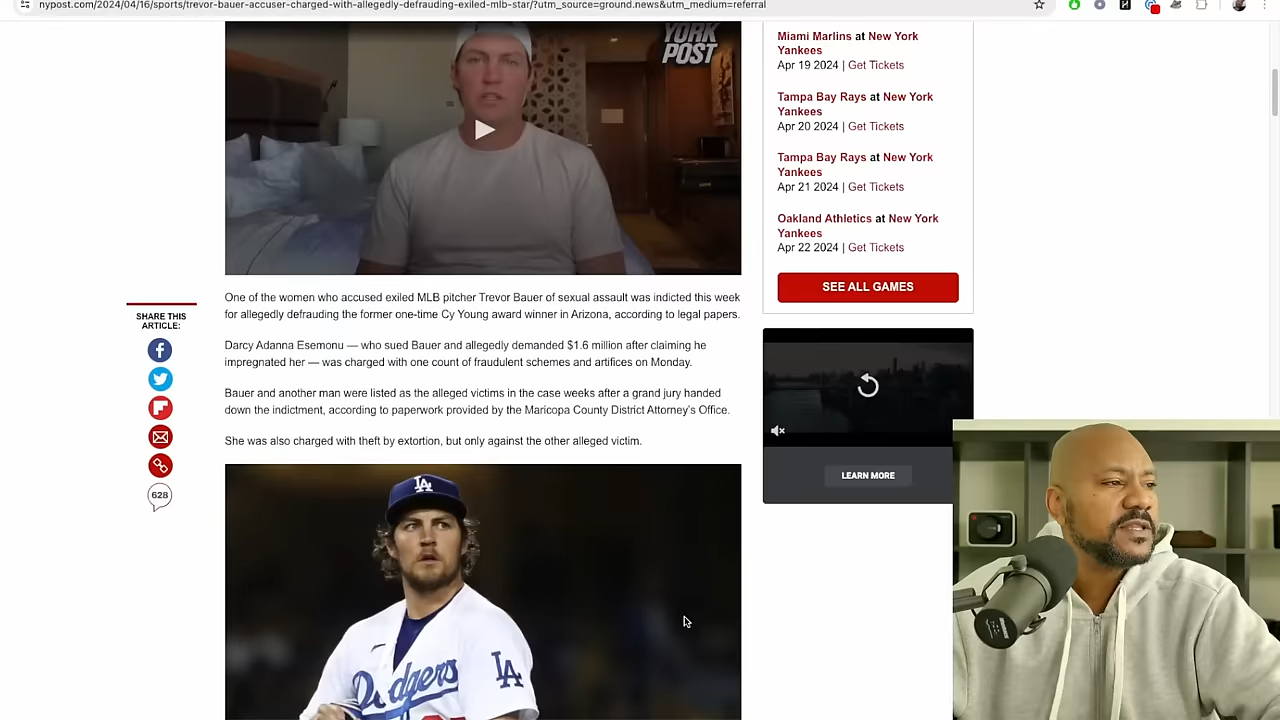 nypost.com/2024/04/16/sports/trevor-bauer-accuser-charged-with-allegedly-defrauding-exiled-mlb-star/?utm_source=ground.news&utm_medium=referral
YORK
POST
Miami Marlins at New York
Yankees
Apr 19 2024 | Get Tickets
Tampa Bay Rays at New York
Yankees
Apr 20 2024 | Get Tickets
Tampa Bay Rays at New York
Yankees
Apr 21 2024 | Get Tickets
Oakland Athletics at New York
Yankees
Apr 22 2024 | Get Tickets
SEE ALL GAMES
SHARE THIS
ARTICLE:
628
One of the women who accused exiled MLB pitcher Trevor Bauer of sexual assault was indicted this week
for allegedly defrauding the former one-time Cy Young award winner in Arizona, according to legal papers.
Darcy Adanna Esemonu — who sued Bauer and allegedly demanded $1.6 million after claiming he
impregnated her — was charged with one count of fraudulent schemes and artifices on Monday.
Bauer and another man were listed as the alleged victims in the case weeks after a grand jury handed
down the indictment, according to paperwork provided by the Maricopa County District Attorney's Office.
She was also charged with theft by extortion, but only against the other alleged victim.
LEARN MORE
LA
Dodgers
LA